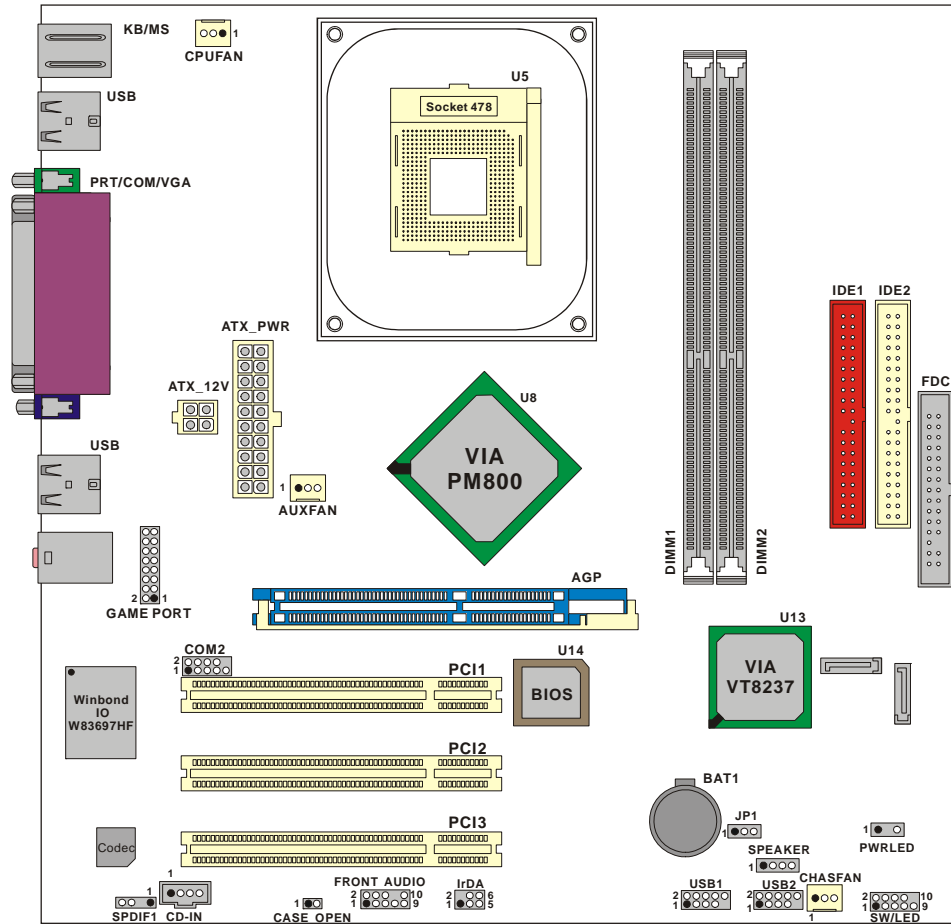 KB/MS
1
CPUFAN
U5
USB
Socket 478
PRT/COM/VGA
IDE1 IDE2
ATX_PWR
ATX_12V
FDC
U8
USB
VIA
PM800
1
AUXFAN
DIMM1
DIMM2
AGP
2 1
GAME PORT
U13
COM2
2
1
U14
PCI1
VIA
VT8237
BIOS
Winbond
IO
W83697HF
PCI2
BAT1
PCI3
JP1
1
1
PWRLED
Codec
SPEAKER
1
1
FRONT AUDIO
IrDA
CHASFAN
USB1
USB2
1
2 10
1 9
2 6
1 5
2
1
2
1
2 10
1 9
1
1
SPDIF1
CD-IN
CASE OPEN
SW/LED